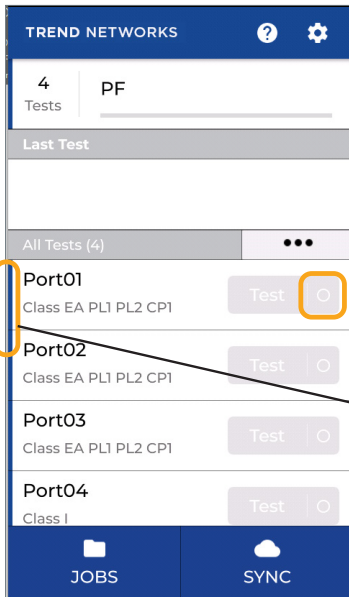 TREND NETWORKS ?
4 PF
Tests
Last Test
All Tests (4) •••
Port01
Class EA PL1 PL2 CP1
Test O
Port02
Class EA PL1 PL2 CP1
Test O
Port03
Class EA PL1 PL2 CP1
Test O
Port04
Class I
Test O
JOBS SYNC